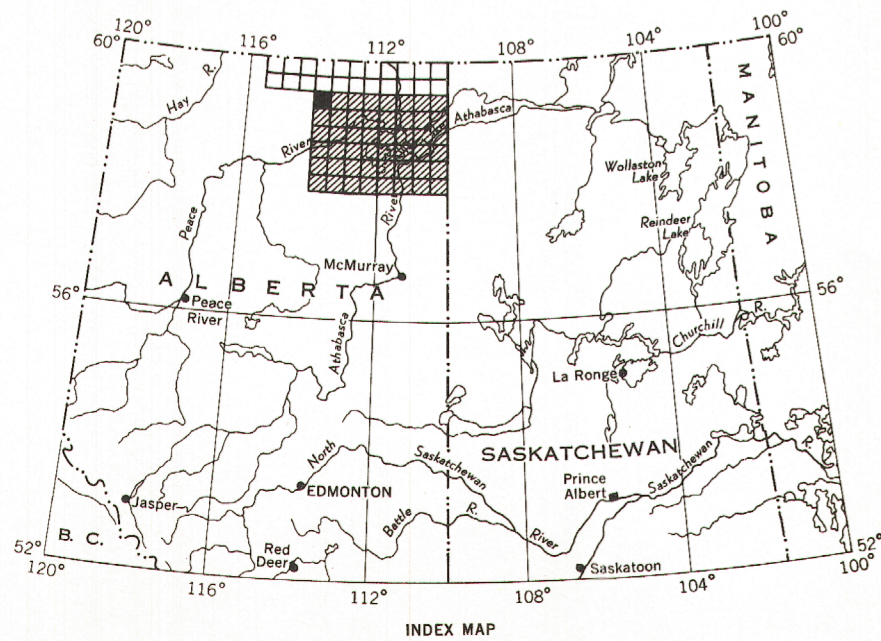 120°
116°
112°
108°
104°
100°
60°
60°
Hay R.
MANITOBA
Athabasca
River
Wollaston
Lake
Peace
River
Reindeer
Lake
McMurray
ALBERTA
56°
56°
Peace
River
Athabasca
Churchill R.
La Ronge
SASKATCHEWAN
North Saskatchewan River
Saskatchewan R.
Prince
Albert
EDMONTON
Jasper
Battle R.
B. C.
Red
Deer
Saskatoon
52°
52°
120°
116°
112°
108°
104°
100°
INDEX MAP